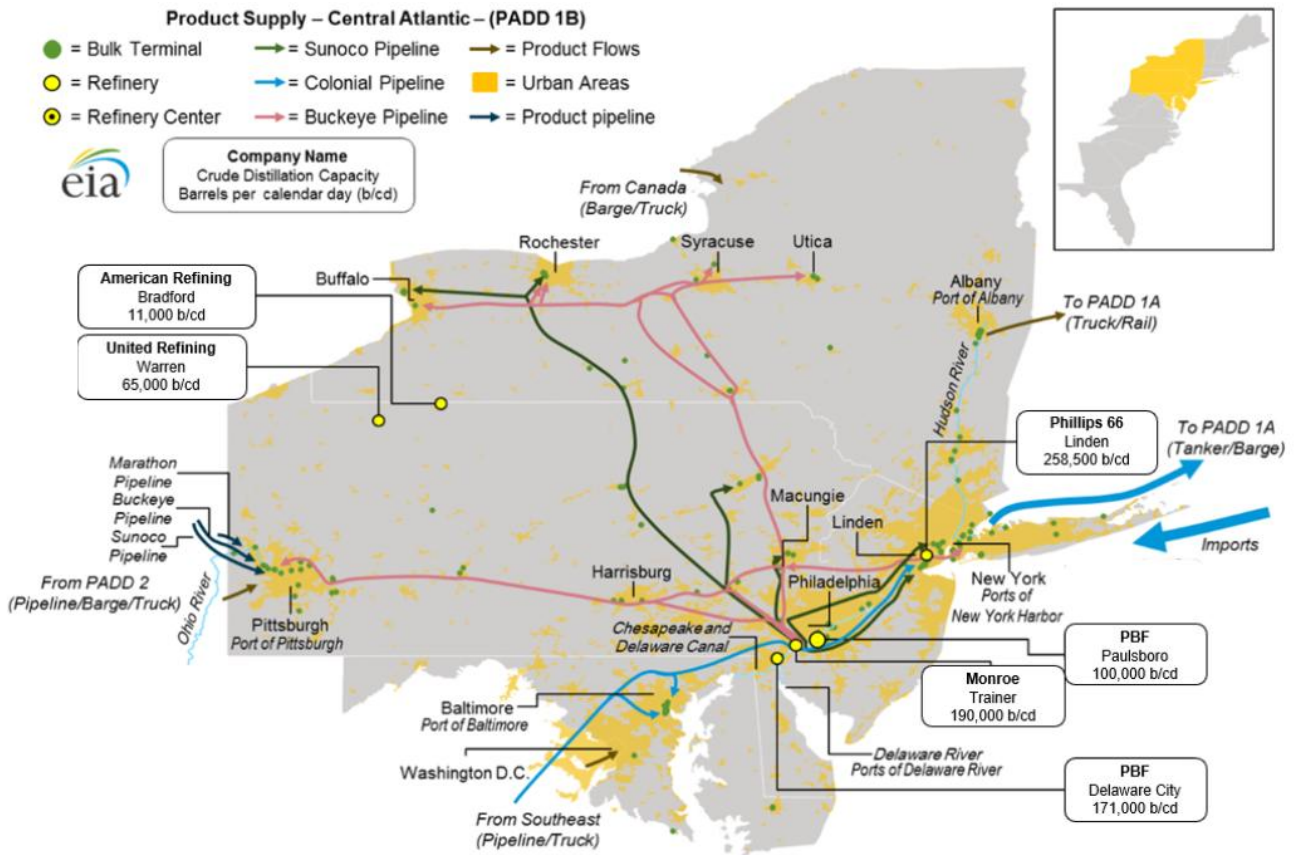 Product Supply – Central Atlantic – (PADD 1B)
= Bulk Terminal
= Sunoco Pipeline
= Product Flows
= Refinery
= Colonial Pipeline
= Urban Areas
= Refinery Center
= Buckeye Pipeline
= Product pipeline
eia
Company Name
Crude Distillation Capacity
Barrels per calendar day (b/cd)
From Canada
(Barge/Truck)
Rochester
Syracuse
Utica
Buffalo
American Refining
Bradford
11,000 b/cd
Albany
Port of Albany
To PADD 1A
(Truck/Rail)
United Refining
Warren
65,000 b/cd
Hudson River
Phillips 66
Linden
258,500 b/cd
To PADD 1A
(Tanker/Barge)
Marathon
Pipeline
Buckeye
Pipeline
Sunoco
Pipeline
Macungie
Linden
Imports
From PADD 2
(Pipeline/Barge/Truck)
Ohio River
Harrisburg
Philadelphia
New York
Ports of
New York Harbor
Pittsburgh
Port of Pittsburgh
Chesapeake and
Delaware Canal
PBF
Paulsboro
100,000 b/cd
Monroe
Trainer
190,000 b/cd
Baltimore
Port of Baltimore
Washington D.C.
Delaware River
Ports of Delaware River
PBF
Delaware City
171,000 b/cd
From Southeast
(Pipeline/Truck)